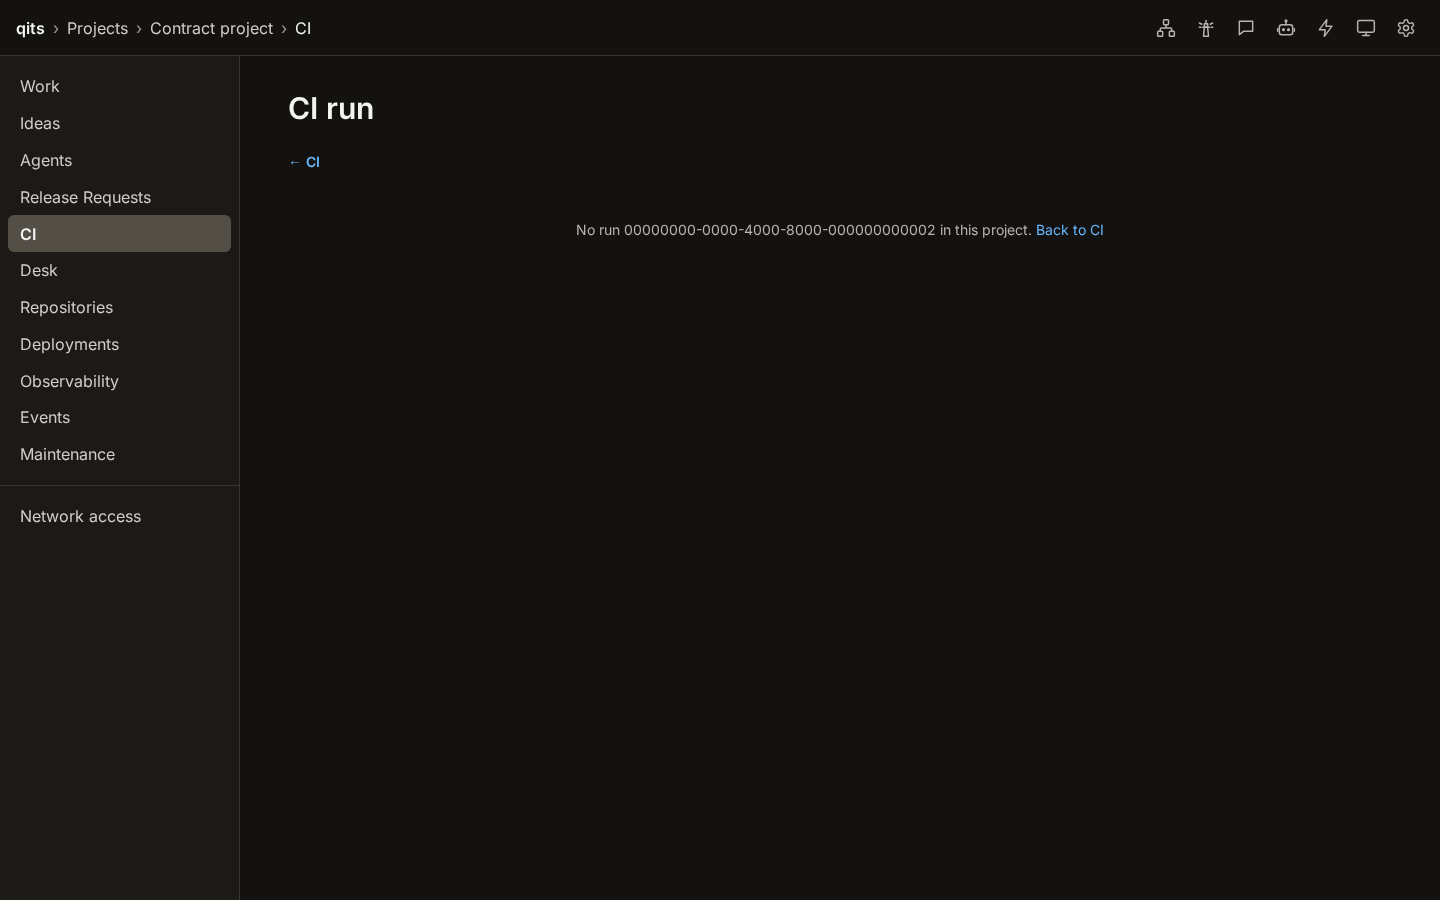 qits › Projects › Contract project › CI
Work
Ideas
Agents
Release Requests
CI
Desk
Repositories
Deployments
Observability
Events
Maintenance
Network access
CI run
← CI
No run 00000000-0000-4000-8000-000000000002 in this project. Back to CI